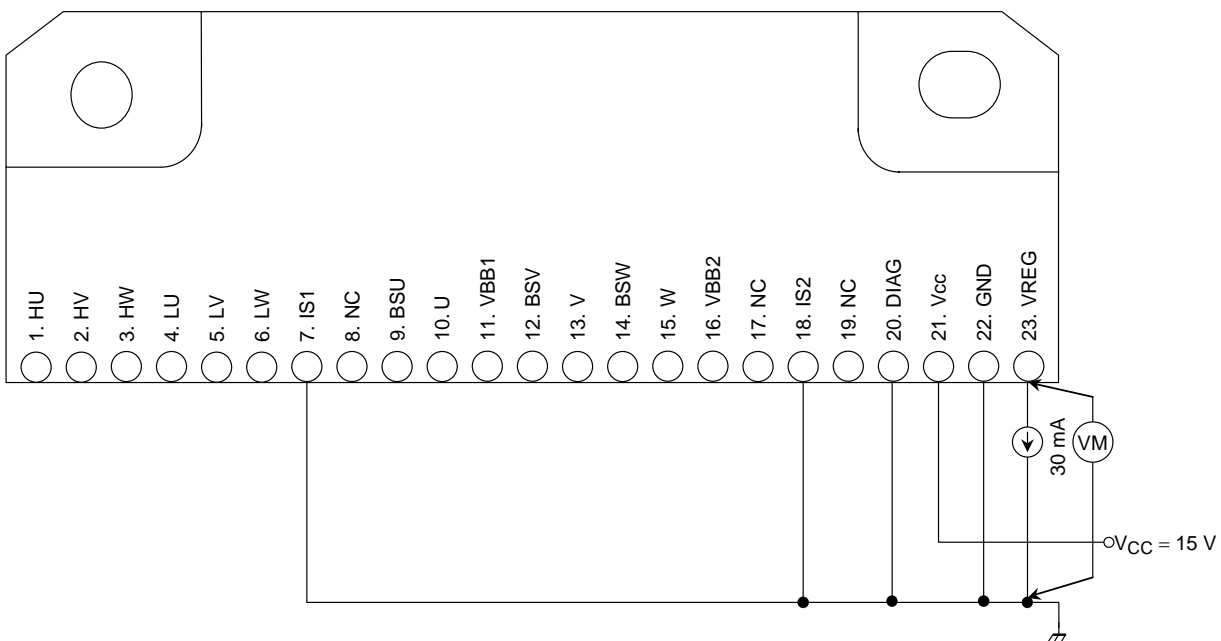 1. HU
2. HV
3. HW
4. LU
5. LV
6. LW
7. IS1
8. NC
9. BSU
10. U
11. VBB1
12. BSV
13. V
14. BSW
15. W
16. VBB2
17. NC
18. IS2
19. NC
20. DIAG
21. Vcc
22. GND
23. VREG
30 mA
VM
VCC = 15 V